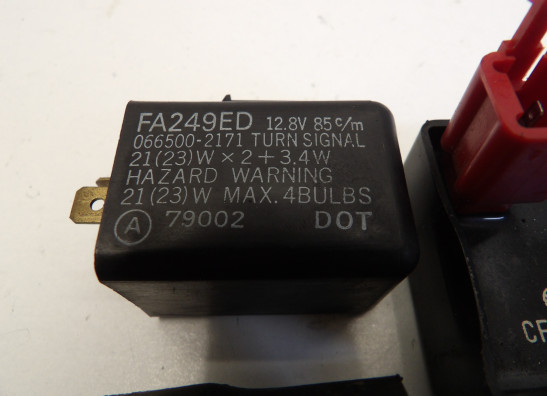 FA249ED 12.8V 85c/m
066500-2171 TURN SIGNAL
21(23)W × 2 + 3.4W
HAZARD WARNING
21(23)W MAX. 4BULBS
A 79002 DOT